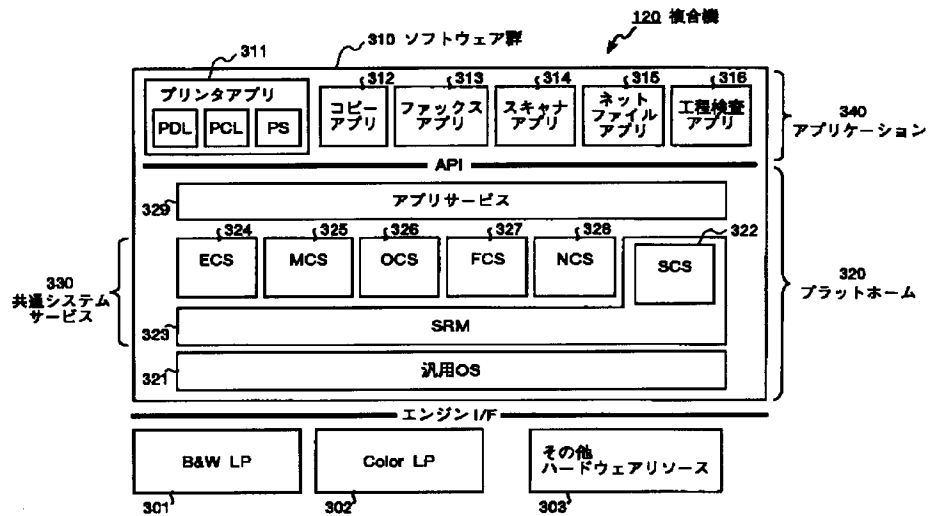 120 複合機
310 ソフトウェア群
311
プリンタアプリ
PDL
PCL
PS
312
コピー
アプリ
313
ファックス
アプリ
314
スキャナ
アプリ
315
ネット
ファイルアプリ
316
工程検査
アプリ
340
アプリケーション
API
329
アプリサービス
324
ECS
325
MCS
326
OCS
327
FCS
328
NCS
322
SCS
330
共通システム
サービス
320
プラットホーム
323
SRM
321
汎用OS
エンジン I/F
B&W LP
301
Color LP
302
その他
ハードウェアリソース
303